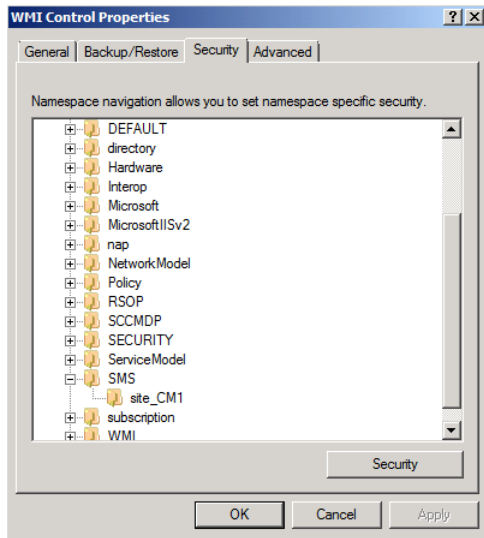 WMI Control Properties
General Backup/Restore Security Advanced
Namespace navigation allows you to set namespace specific security.
DEFAULT
directory
Hardware
Interop
Microsoft
MicrosoftIISv2
nap
NetworkModel
Policy
RSOP
SCCMDP
SECURITY
ServiceModel
SMS
site_CM1
subscription
WMI
Security
OK Cancel Apply